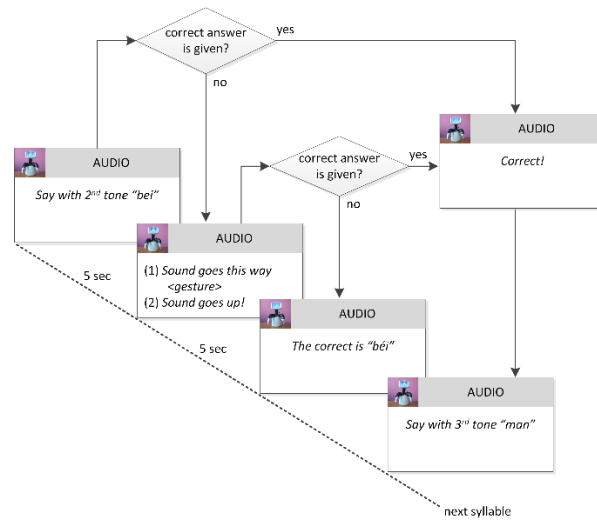 correct answer
is given?
yes
no
AUDIO
Say with 2nd tone “bei”
correct answer
is given?
yes
no
AUDIO
Correct!
AUDIO
(1) Sound goes this way
<gesture>
(2) Sound goes up!
5 sec
AUDIO
The correct is “béi”
5 sec
AUDIO
Say with 3rd tone “man”
next syllable